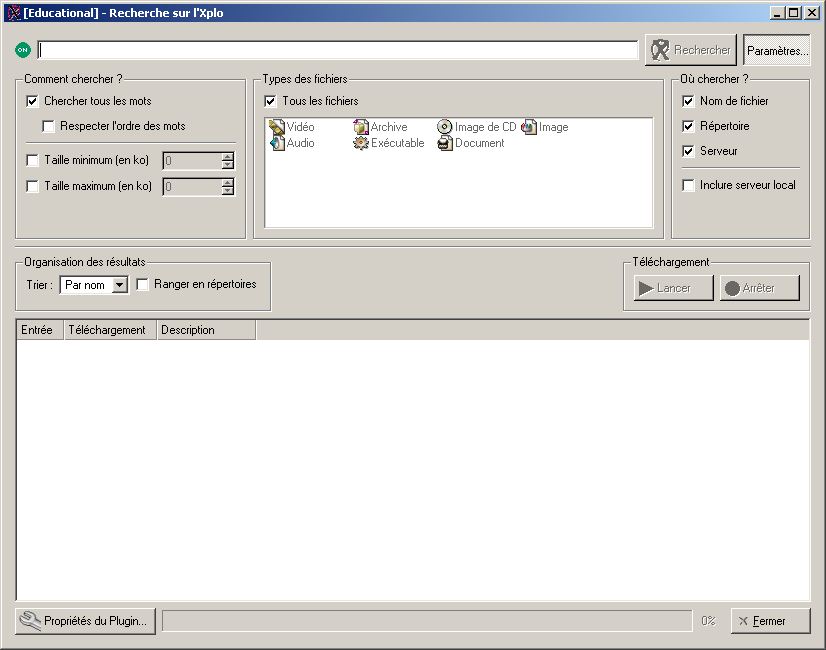 [Educational] - Recherche sur l'Xplo
ON
Rechercher
Paramètres...
Comment chercher ?
Chercher tous les mots
Respecter l'ordre des mots
Taille minimum (en ko)
0
Taille maximum (en ko)
0
Types des fichiers
Tous les fichiers
Vidéo
Archive
Image de CD
Image
Audio
Exécutable
Document
Où chercher ?
Nom de fichier
Répertoire
Serveur
Inclure serveur local
Organisation des résultats
Trier :
Par nom
Ranger en répertoires
Téléchargement
Lancer
Arrêter
Entrée
Téléchargement
Description
Propriétés du Plugin...
0%
Fermer